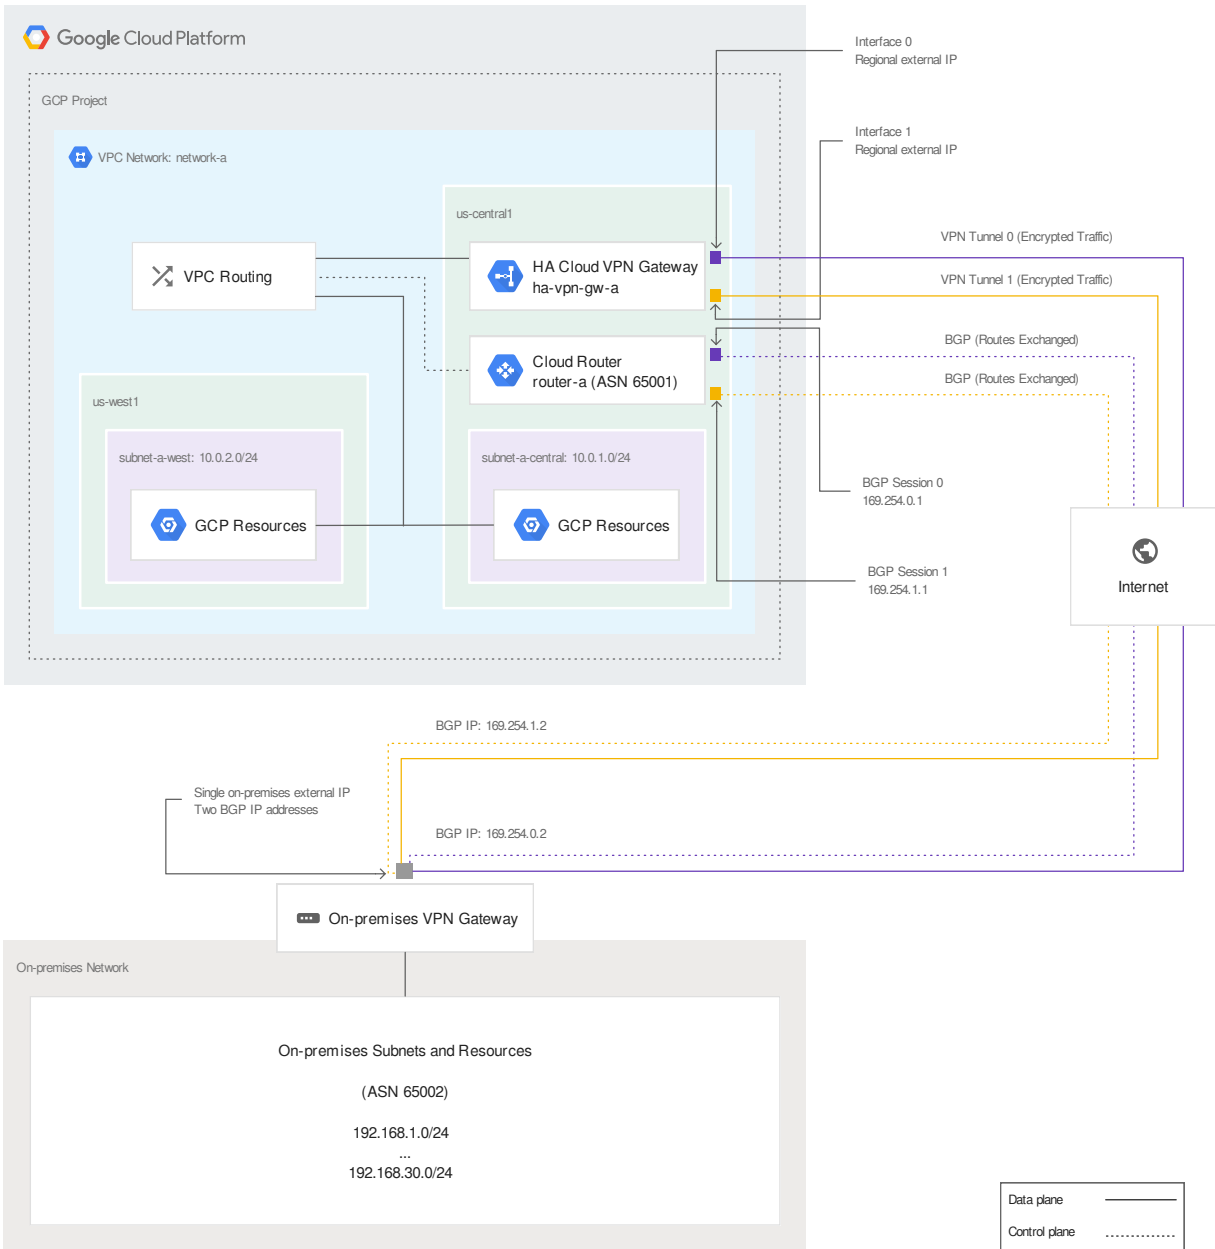 Google Cloud Platform
GCP Project
VPC Network: network-a
us-central1
VPC Routing
HA Cloud VPN Gateway
ha-vpn-gw-a
Cloud Router
router-a (ASN 65001)
us-west1
subnet-a-west: 10.0.2.0/24
GCP Resources
subnet-a-central: 10.0.1.0/24
GCP Resources
Interface 0
Regional external IP
Interface 1
Regional external IP
VPN Tunnel 0 (Encrypted Traffic)
VPN Tunnel 1 (Encrypted Traffic)
BGP (Routes Exchanged)
BGP (Routes Exchanged)
BGP Session 0
169.254.0.1
BGP Session 1
169.254.1.1
Internet
BGP IP: 169.254.1.2
Single on-premises external IP
Two BGP IP addresses
BGP IP: 169.254.0.2
On-premises VPN Gateway
On-premises Network
On-premises Subnets and Resources
(ASN 65002)
192.168.1.0/24
...
192.168.30.0/24
Data plane
Control plane